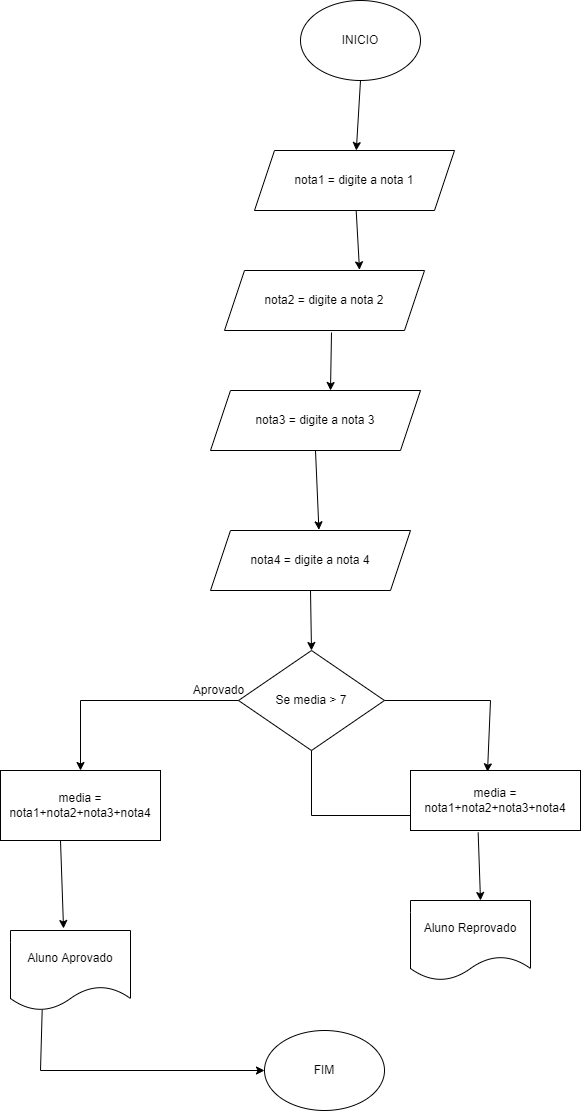 INICIO
nota1 = digite a nota 1
nota2 = digite a nota 2
nota3 = digite a nota 3
nota4 = digite a nota 4
Aprovado
Se media > 7
media =
nota1+nota2+nota3+nota4
media =
nota1+nota2+nota3+nota4
Aluno Aprovado
Aluno Reprovado
FIM